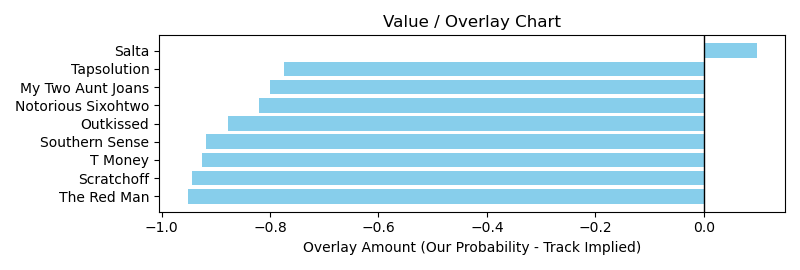 Value / Overlay Chart
Salta
Tapsolution
My Two Aunt Joans
Notorious Sixohtwo
Outkissed
Southern Sense
T Money
Scratchoff
The Red Man
−1.0 −0.8 −0.6 −0.4 −0.2 0.0
Overlay Amount (Our Probability - Track Implied)